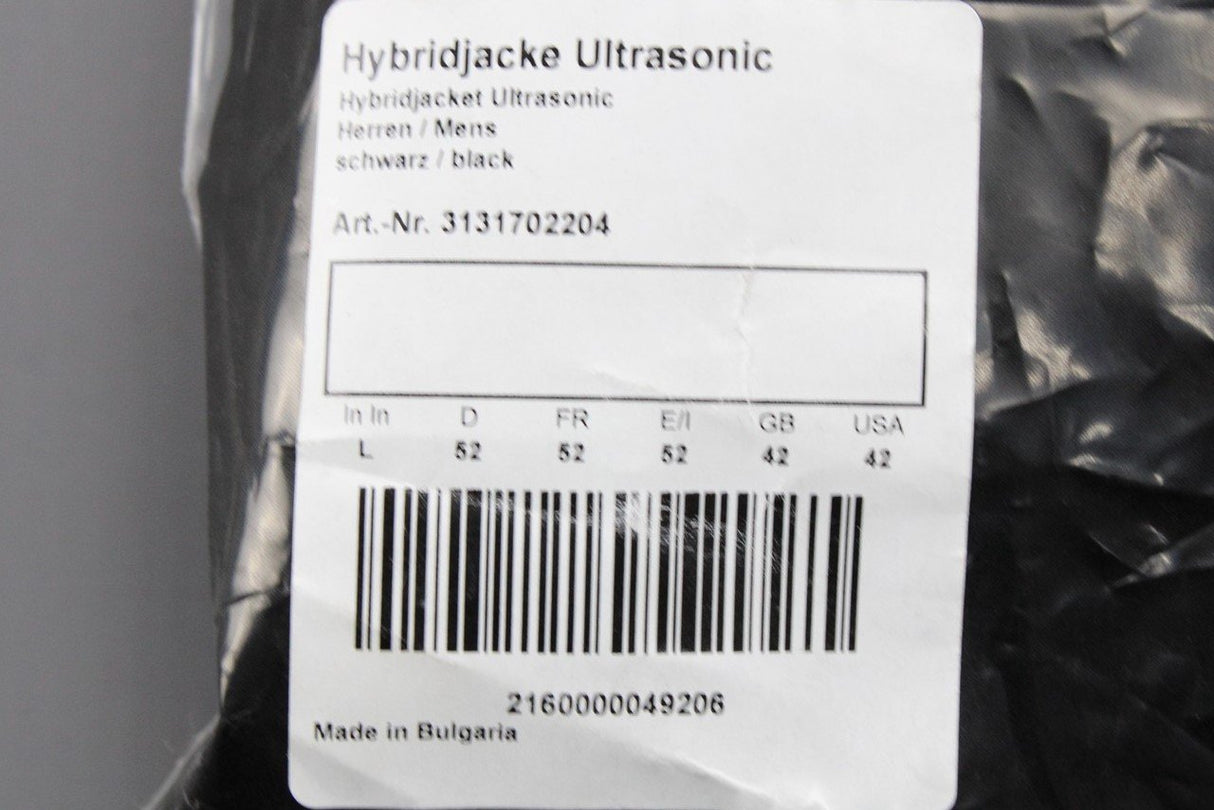 Hybridjacke Ultrasonic
Hybridjacket Ultrasonic
Herren / Mens
schwarz / black
Art.-Nr. 3131702204
In In D FR E/I GB USA
L 52 52 52 42 42
2160000049206
Made in Bulgaria